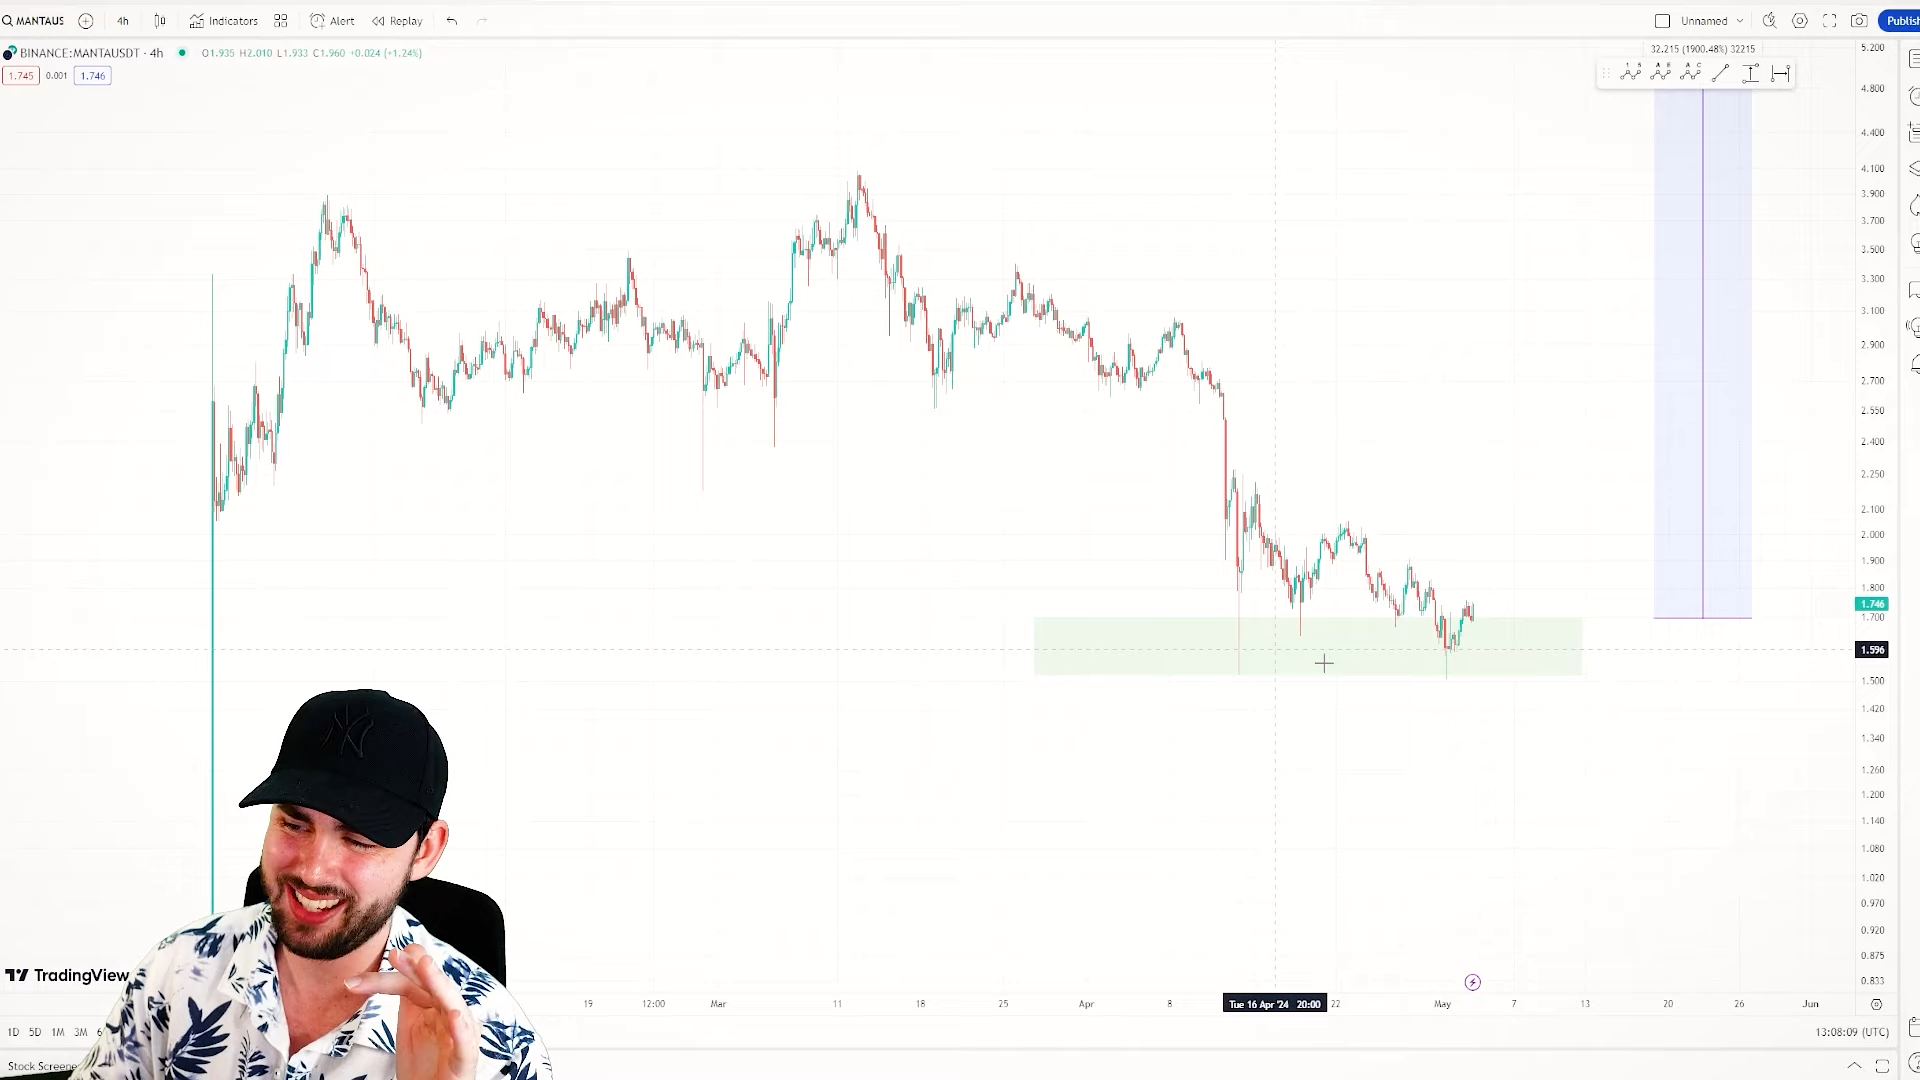 MANTAUS
4h
Indicators
Alert
Replay
Unnamed
Publis
BINANCE:MANTAUSDT · 4h
O1.935 H2.010 L1.933 C1.960 +0.024 (+1.24%)
1.745 0.001 1.746
32.215 (1900.48%) 32215
5.200
4.800
4.400
4.100
3.900
3.700
3.500
3.300
3.100
2.900
2.700
2.550
2.400
2.250
2.100
2.000
1.900
1.800
1.746
1.700
1.596
1.500
1.420
1.340
1.260
1.200
1.140
1.080
1.020
0.970
0.920
0.875
0.833
TradingView
19 12:00 Mar 11 18 25 Apr 8 Tue 16 Apr '24 20:00 22 May 7 13 20 26 Jun
1D 5D 1M 3M 6
13:08:09 (UTC)
Stock Screene